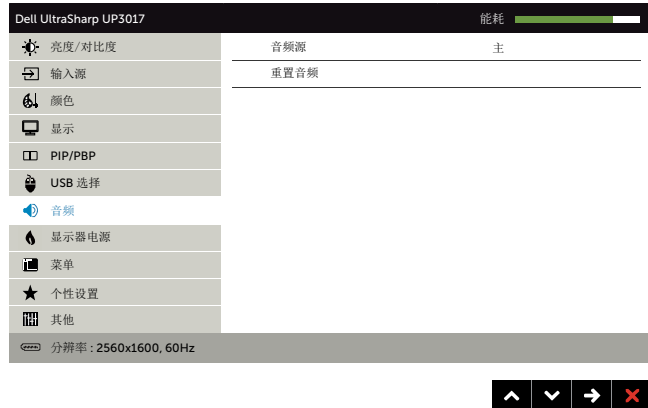 Dell UltraSharp UP3017 能耗
亮度/对比度 音频源 主
输入源 重置音频
颜色
显示
PIP/PBP
USB 选择
音频
显示器电源
菜单
个性设置
其他
分辨率 : 2560x1600, 60Hz